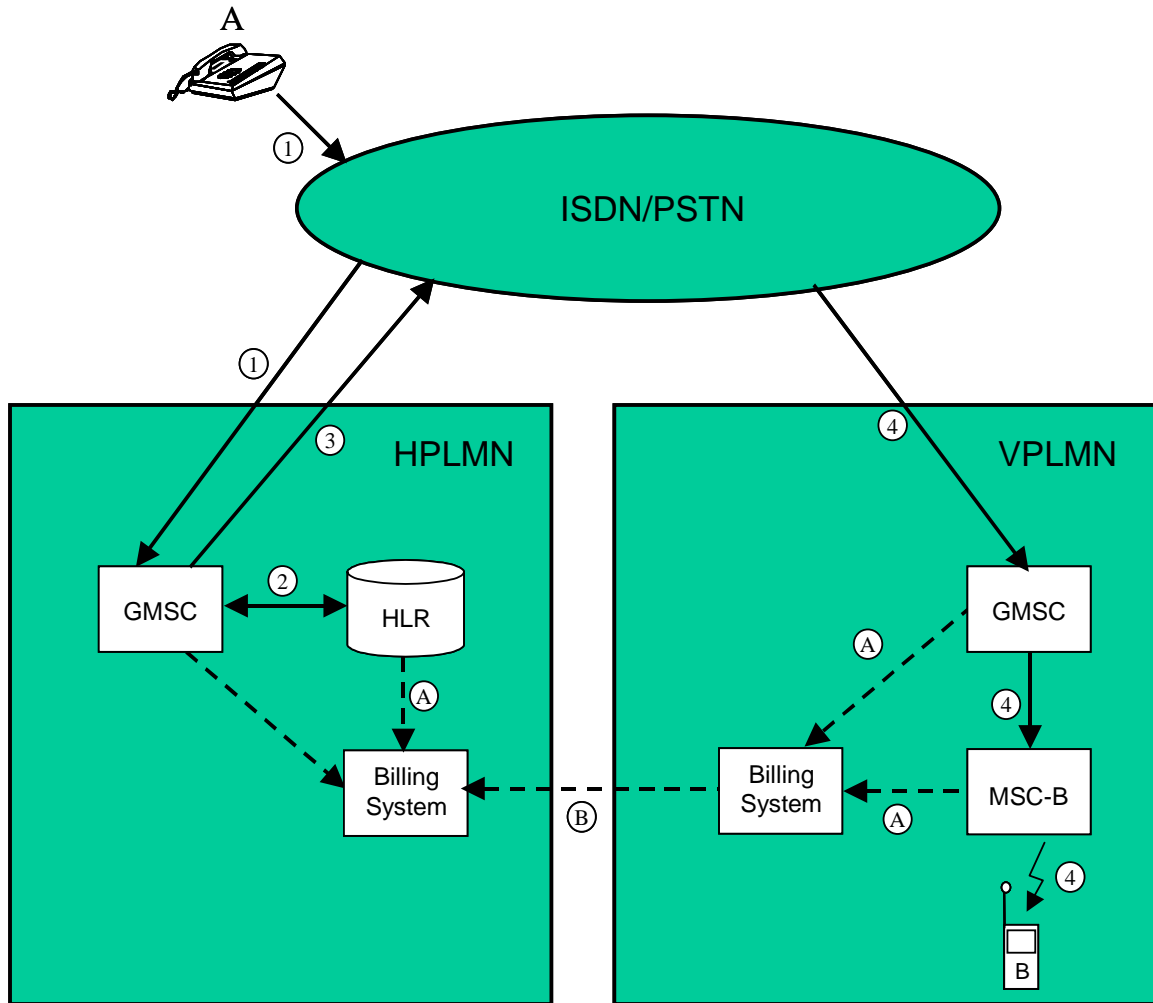 A
1
ISDN/PSTN
1
3
4
HPLMN
VPLMN
2
GMSC
HLR
GMSC
A
A
4
Billing
System
Billing
System
MSC-B
B
A
4
B